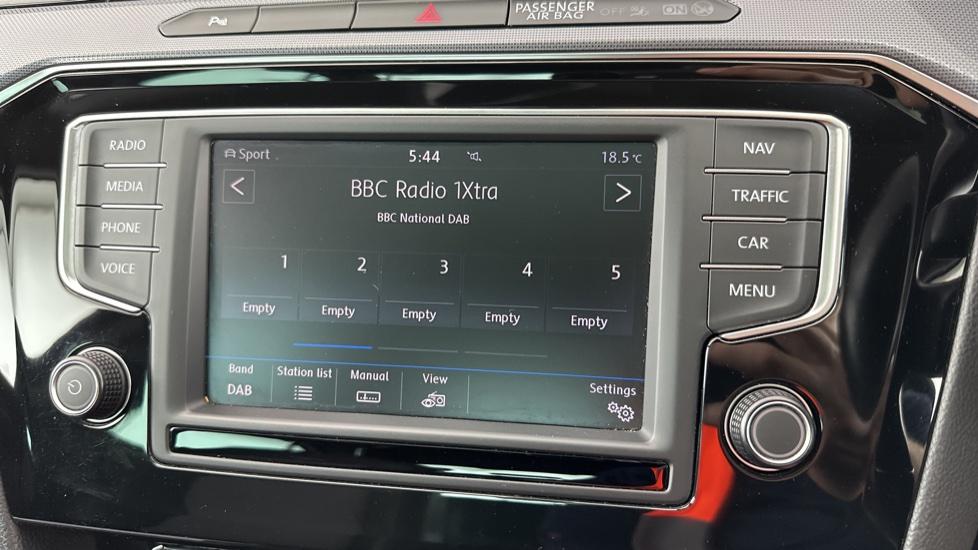 PASSENGER
AIR BAG
OFF ON
RADIO
MEDIA
PHONE
VOICE
Sport 5:44 18.5°C
< BBC Radio 1Xtra >
BBC National DAB
1 2 3 4 5
Empty Empty Empty Empty Empty
Band Station list Manual View Settings
DAB
NAV
TRAFFIC
CAR
MENU